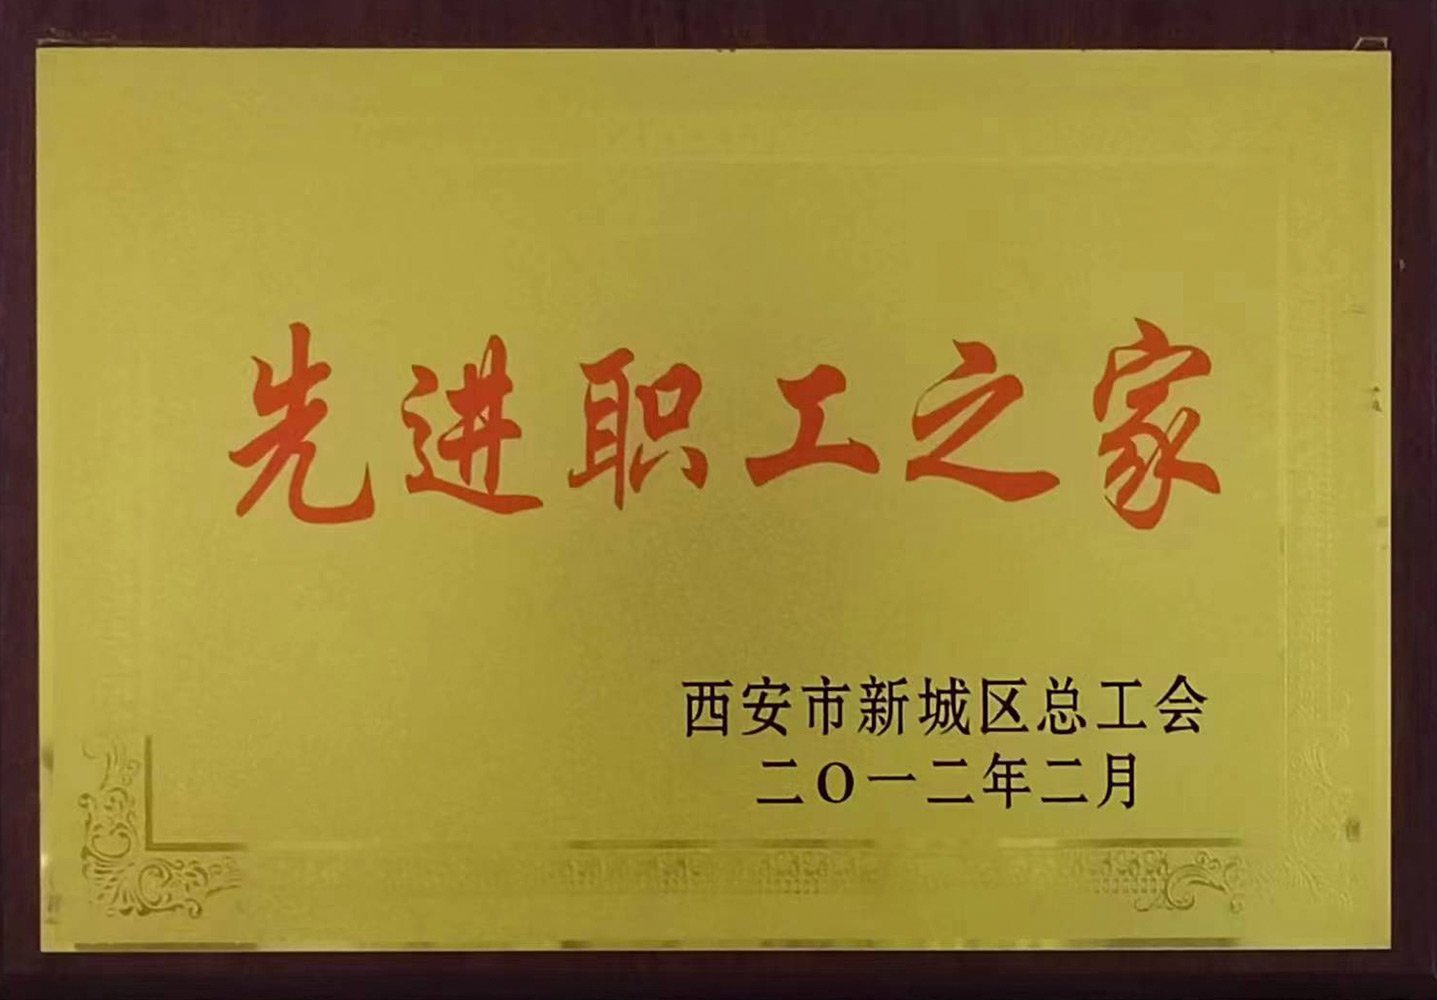 先进职工之家
西安市新城区总工会
二〇一二年二月